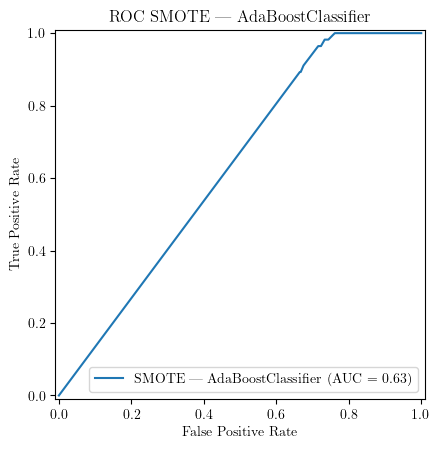 ROC SMOTE — AdaBoostClassifier
1.0
0.8
0.6
0.4
0.2
0.0
True Positive Rate
SMOTE — AdaBoostClassifier (AUC = 0.63)
0.0 0.2 0.4 0.6 0.8 1.0
False Positive Rate